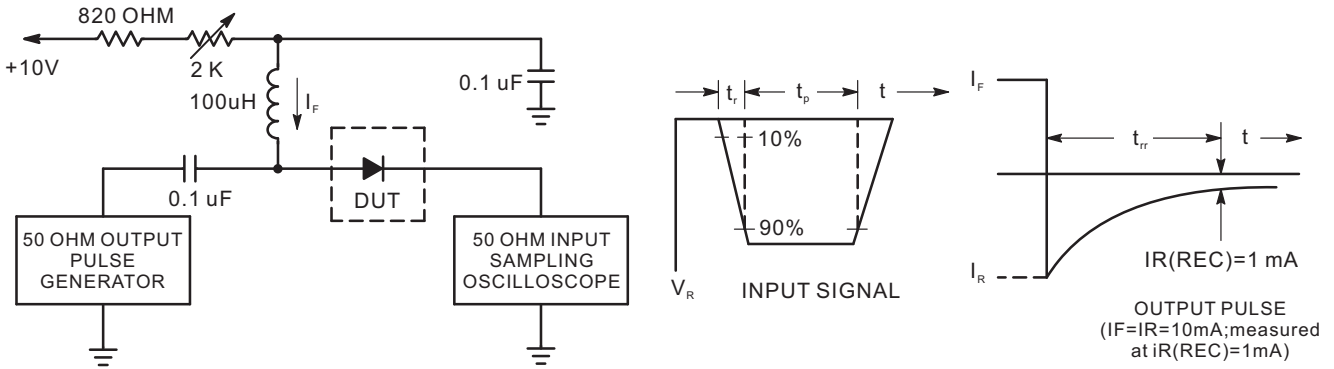 820 OHM
+10V
2 K
100uH
I_F
0.1 uF
0.1 uF
DUT
50 OHM OUTPUT
PULSE
GENERATOR
50 OHM INPUT
SAMPLING
OSCILLOSCOPE
t_r
t_p
t
10%
90%
V_R
INPUT SIGNAL
I_F
t_rr
t
I_R
IR(REC)=1 mA
OUTPUT PULSE
(IF=IR=10mA;measured
at iR(REC)=1mA)